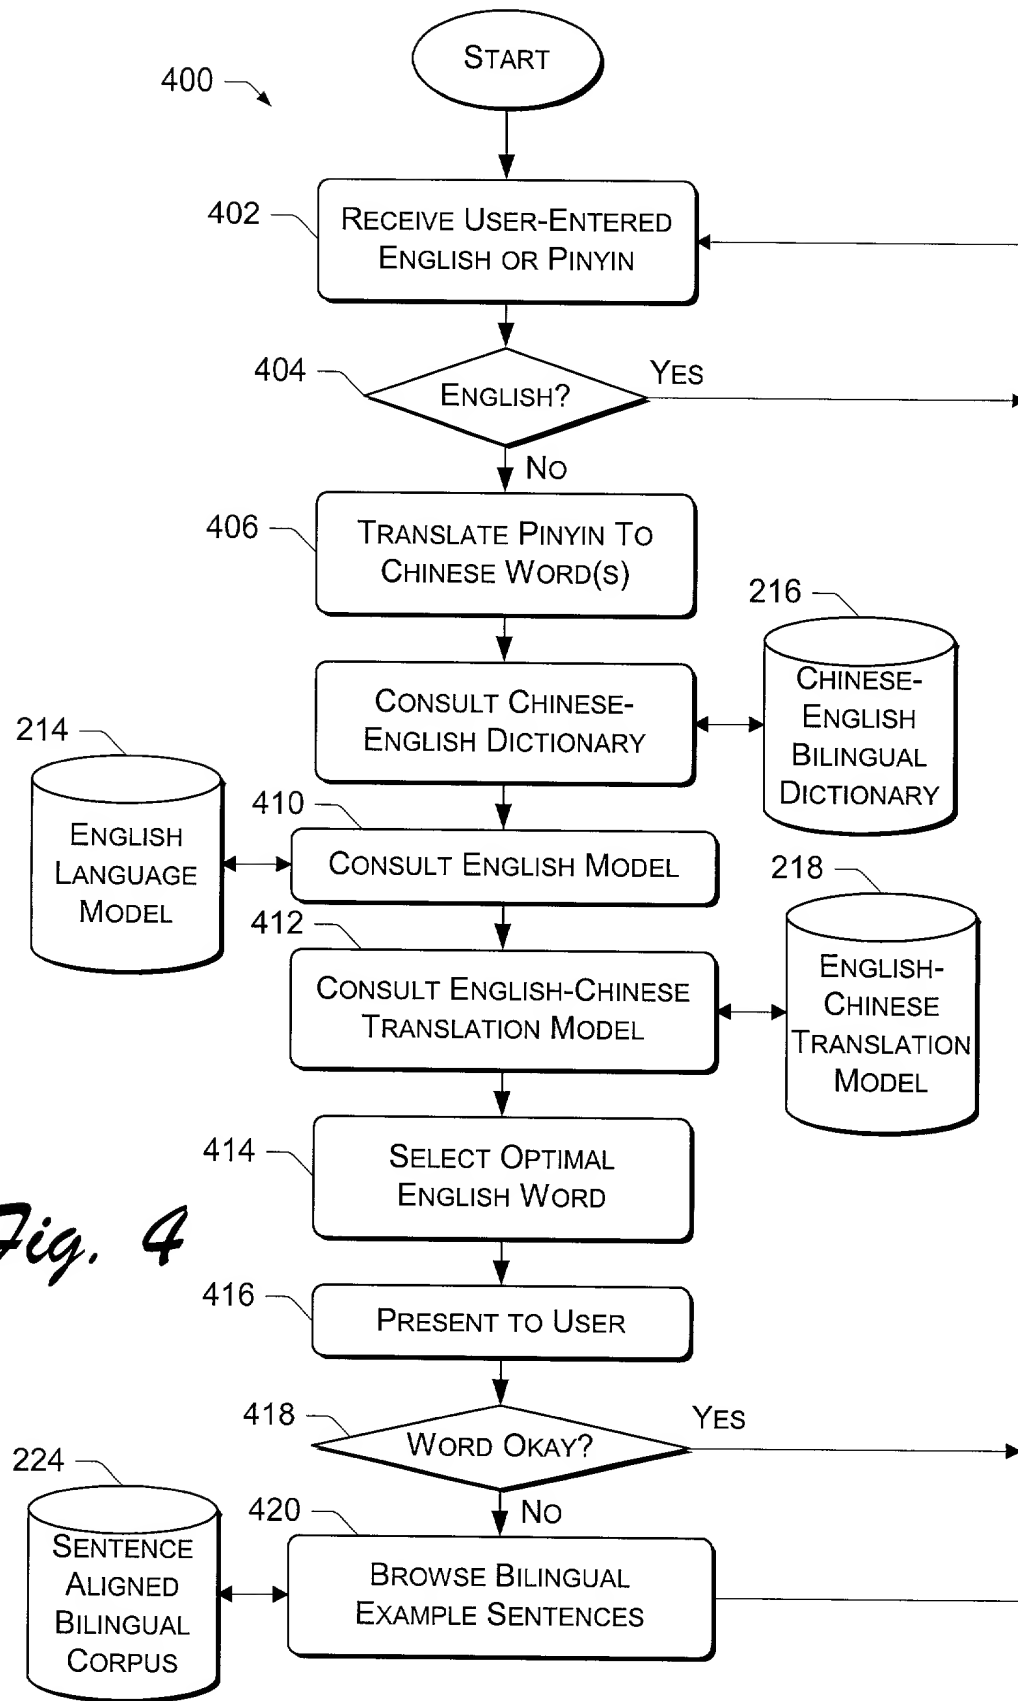 START
400
402
RECEIVE USER-ENTERED
ENGLISH OR PINYIN
404
ENGLISH?
YES
NO
406
TRANSLATE PINYIN TO
CHINESE WORD(S)
216
CHINESE-
ENGLISH
BILINGUAL
DICTIONARY
CONSULT CHINESE-
ENGLISH DICTIONARY
214
ENGLISH
LANGUAGE
MODEL
410
CONSULT ENGLISH MODEL
218
ENGLISH-
CHINESE
TRANSLATION
MODEL
412
CONSULT ENGLISH-CHINESE
TRANSLATION MODEL
414
SELECT OPTIMAL
ENGLISH WORD
Fig. 4
416
PRESENT TO USER
418
WORD OKAY?
YES
NO
224
SENTENCE
ALIGNED
BILINGUAL
CORPUS
420
BROWSE BILINGUAL
EXAMPLE SENTENCES